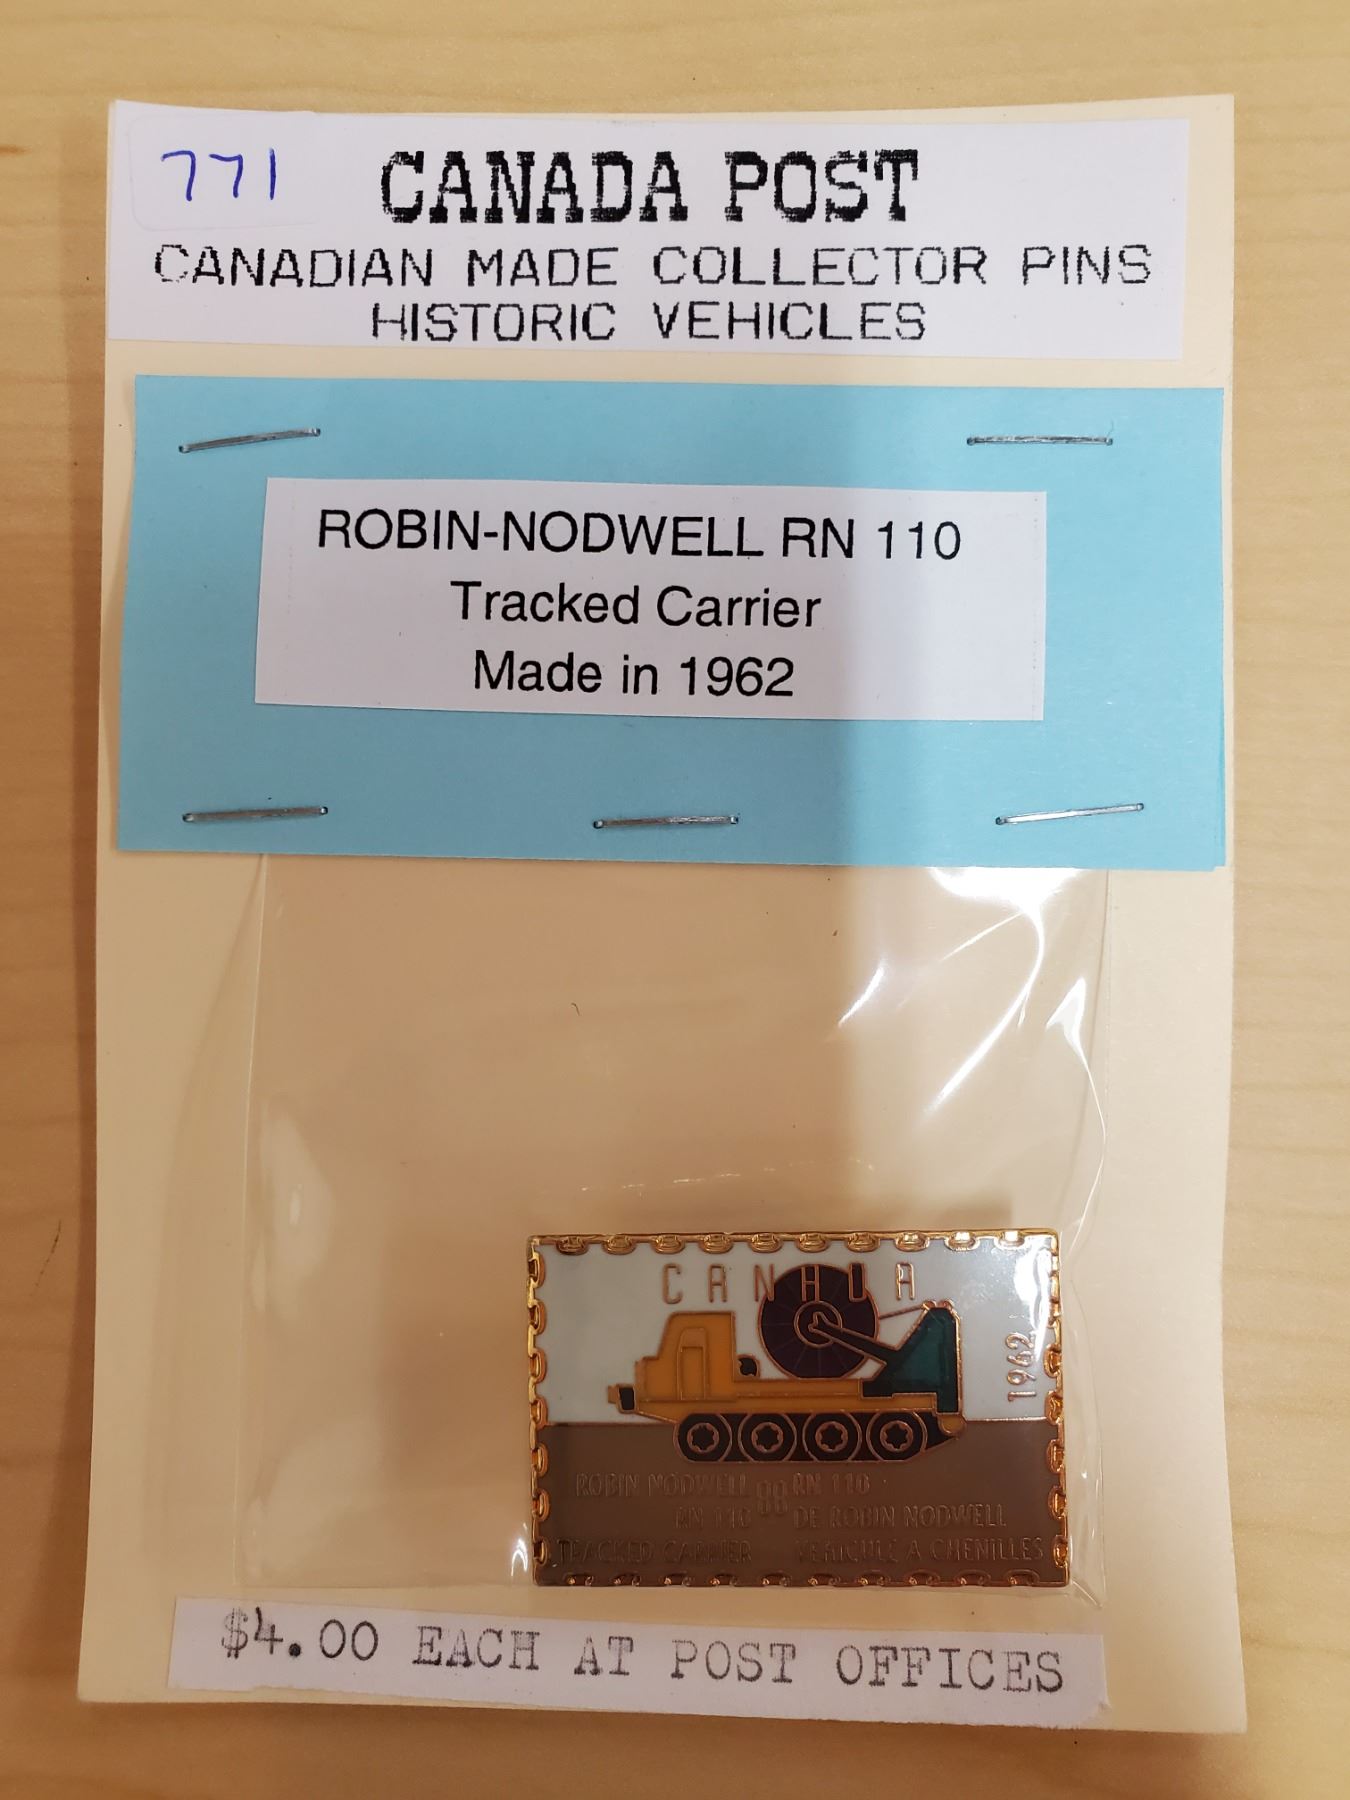 771
CANADA POST
CANADIAN MADE COLLECTOR PINS
HISTORIC VEHICLES
ROBIN-NODWELL RN 110
Tracked Carrier
Made in 1962
CANADA
1962
ROBIN NODWELL
RN 110
TRACKED CARRIER
88
RN 110
DE ROBIN NODWELL
VEHICULE A CHENILLES
$4.00 EACH AT POST OFFICES